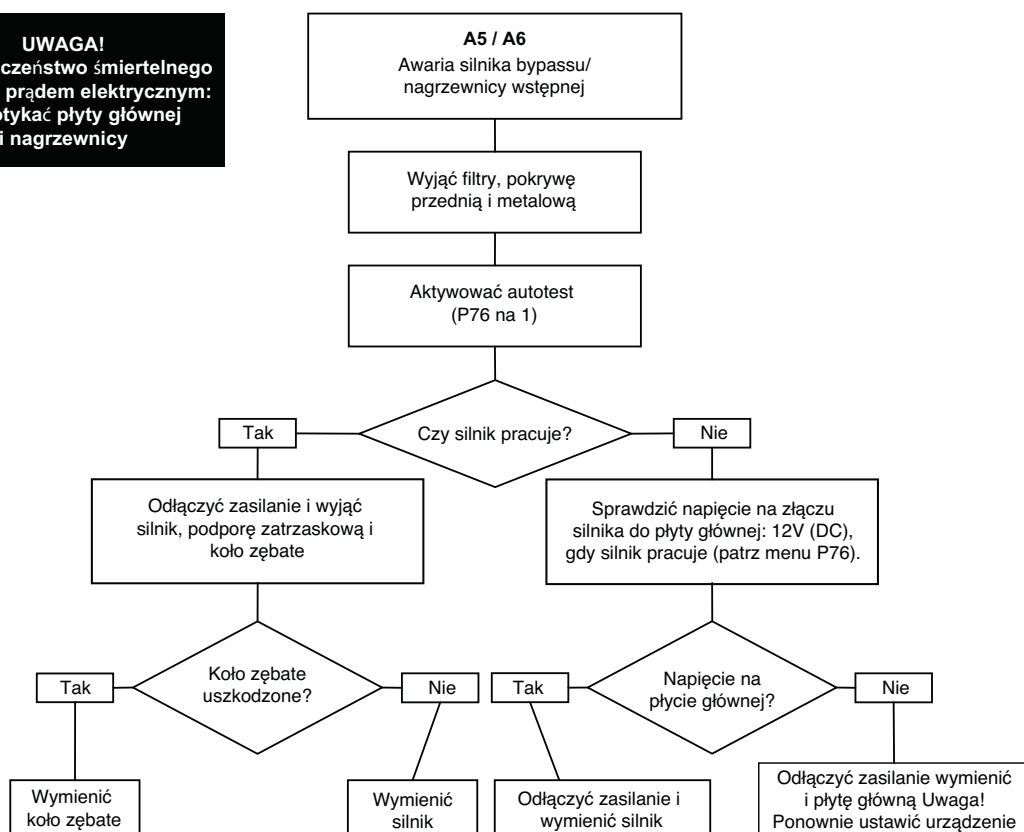 UWAGA!
śmiertelnego
prądem elektrycznym:
płyty głównej
i nagrzewnicy
A5 / A6
Awaria silnika bypassu/
nagrzewnicy wstępnej
Wyjąć filtry, pokrywę
przednią i metalową
Aktywować autotest
(P76 na 1)
Czy silnik pracuje?
Tak
Nie
Odłączyć zasilanie i wyjąć
silnik, podporę zatrzaskową i
koło zębate
Sprawdzić napięcie na złączu
silnika do płyty głównej: 12V (DC),
gdy silnik pracuje (patrz menu P76).
Koło zębate
uszkodzone?
Tak
Nie
Napięcie na
płycie głównej?
Tak
Nie
Wymienić
koło zębate
Wymienić
silnik
Odłączyć zasilanie i
wymienić silnik
Odłączyć zasilanie wymienić
i płytę główną Uwaga!
Ponownie ustawić urządzenie